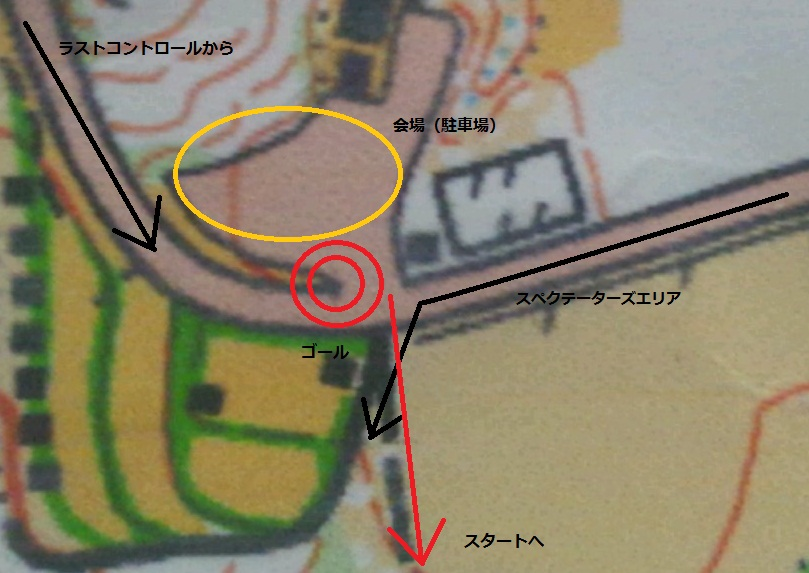 ラストコントロールから
会場（駐車場）
スペクテーターズエリア
ゴール
スタートへ